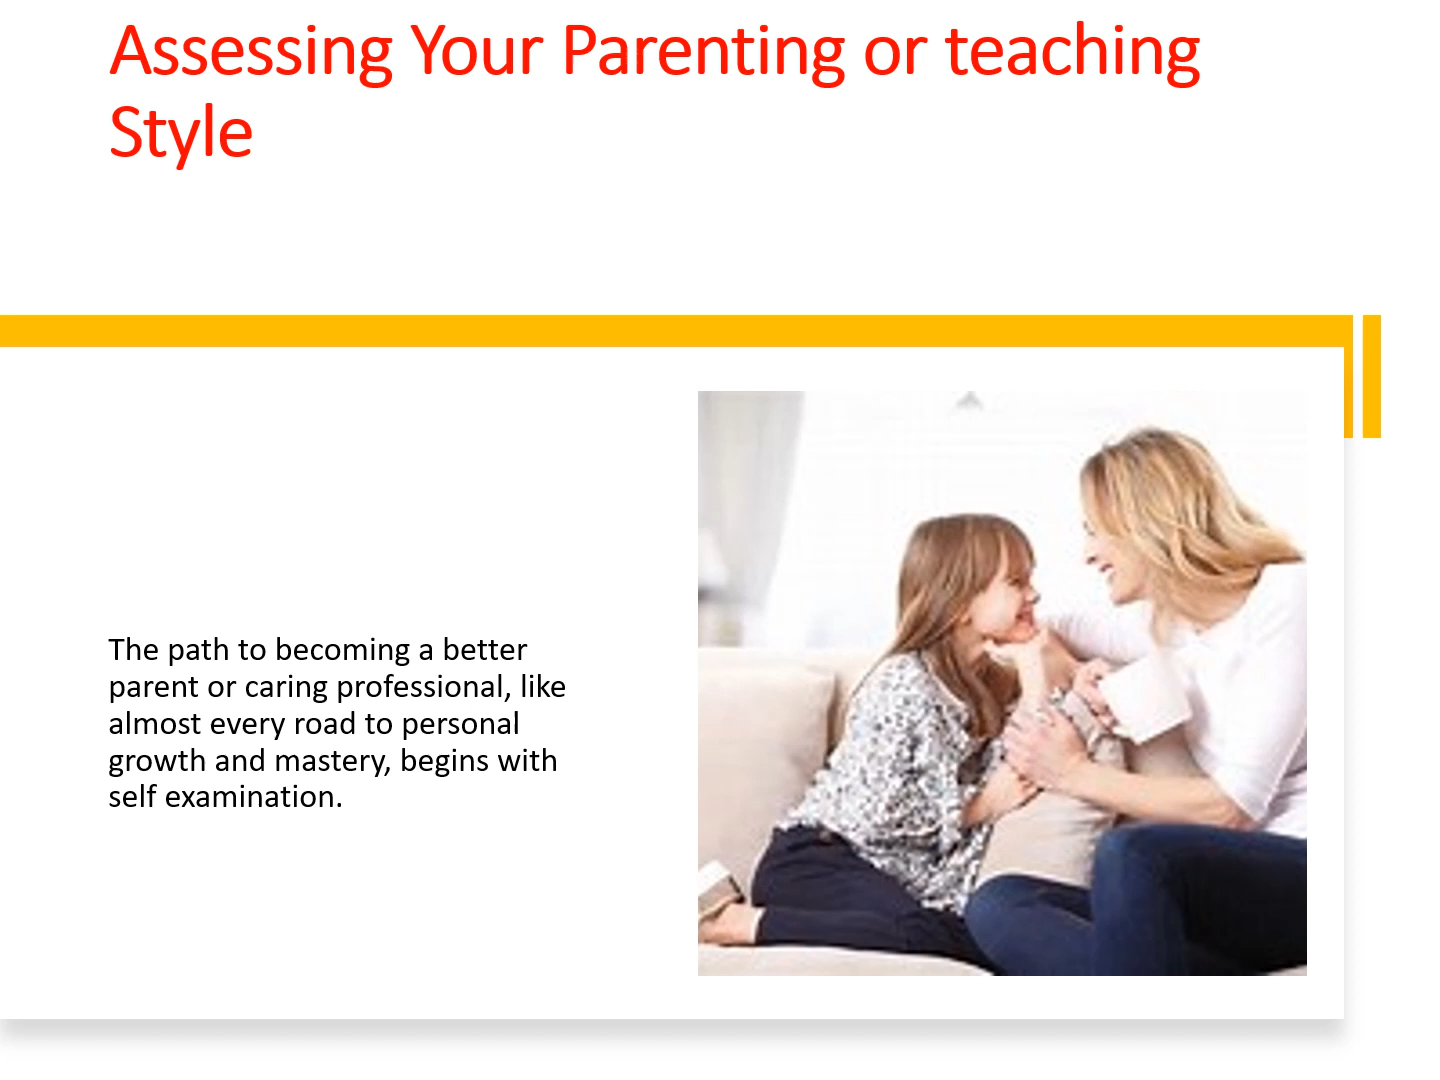 Assessing Your Parenting or teaching
Style
The path to becoming a better
parent or caring professional, like
almost every road to personal
growth and mastery, begins with
self examination.